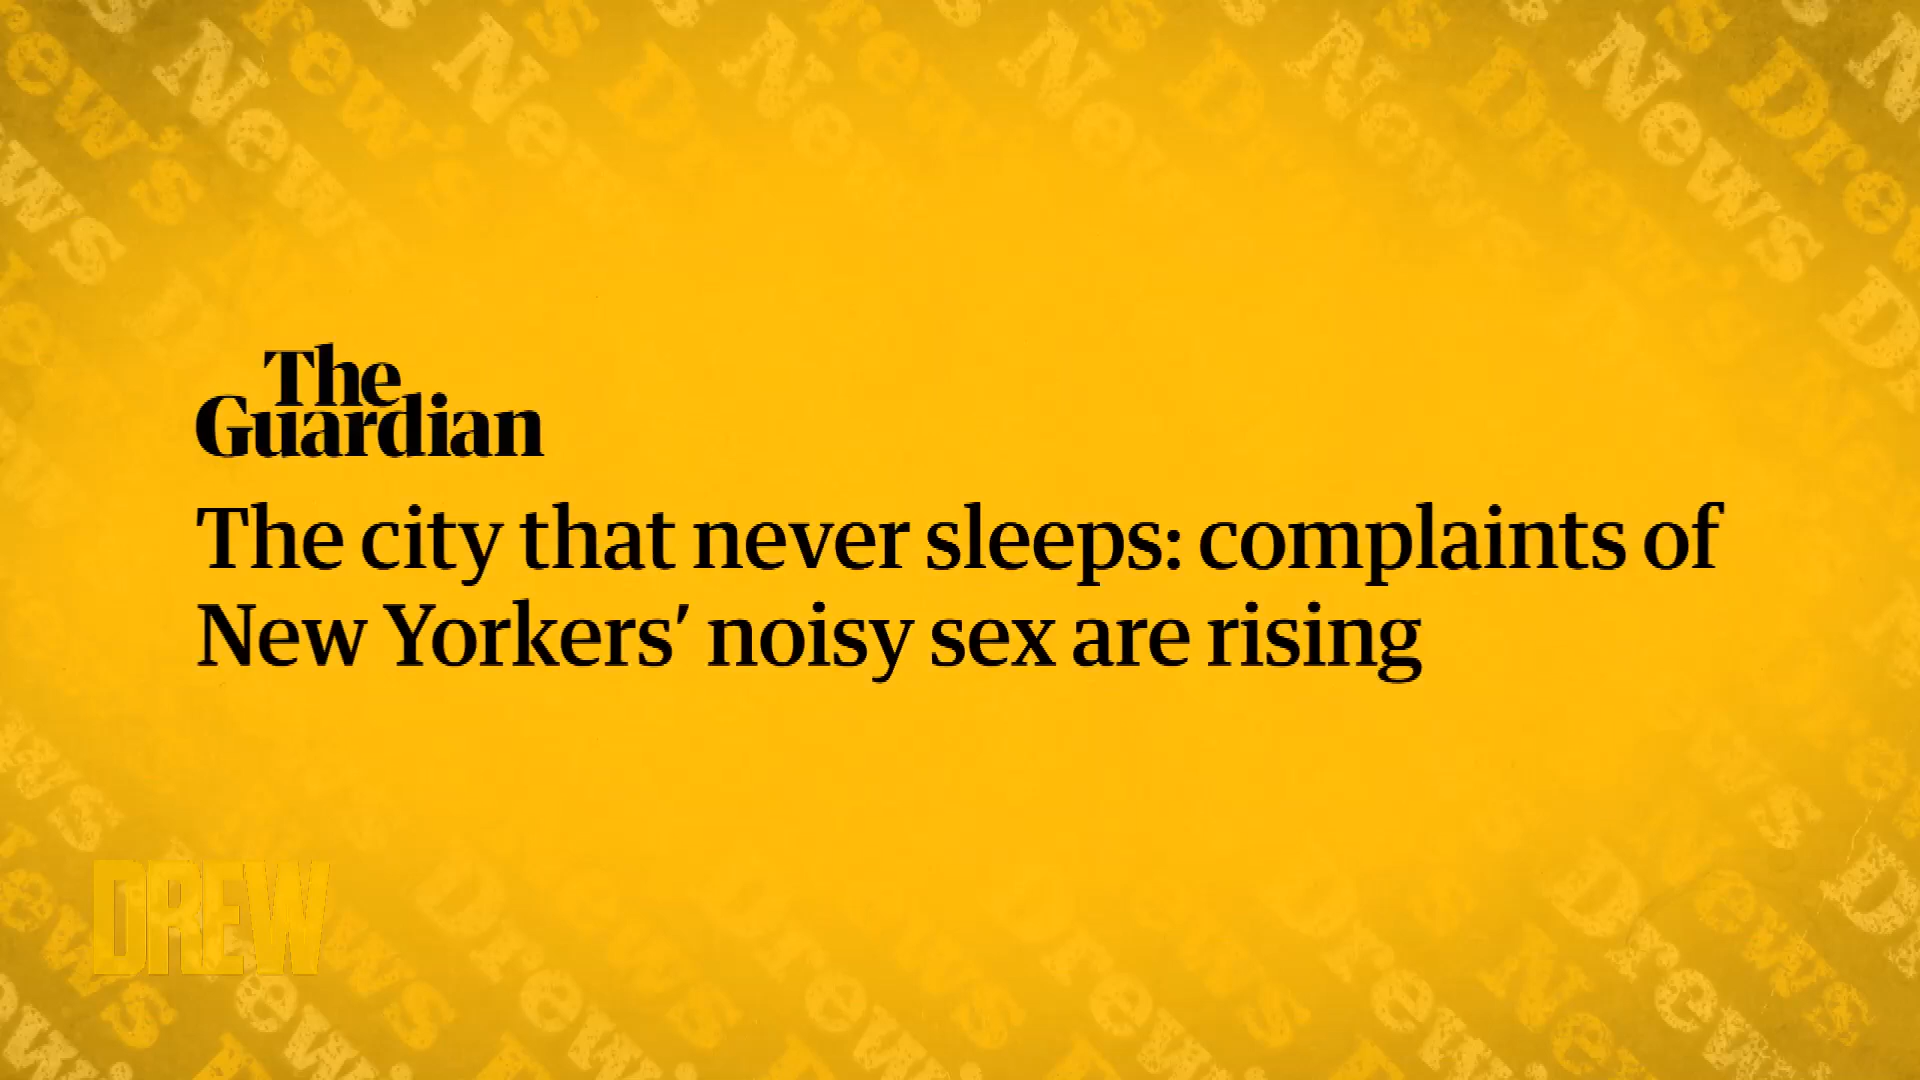 The
Guardian
The city that never sleeps: complaints of
New Yorkers’ noisy sex are rising
DREW